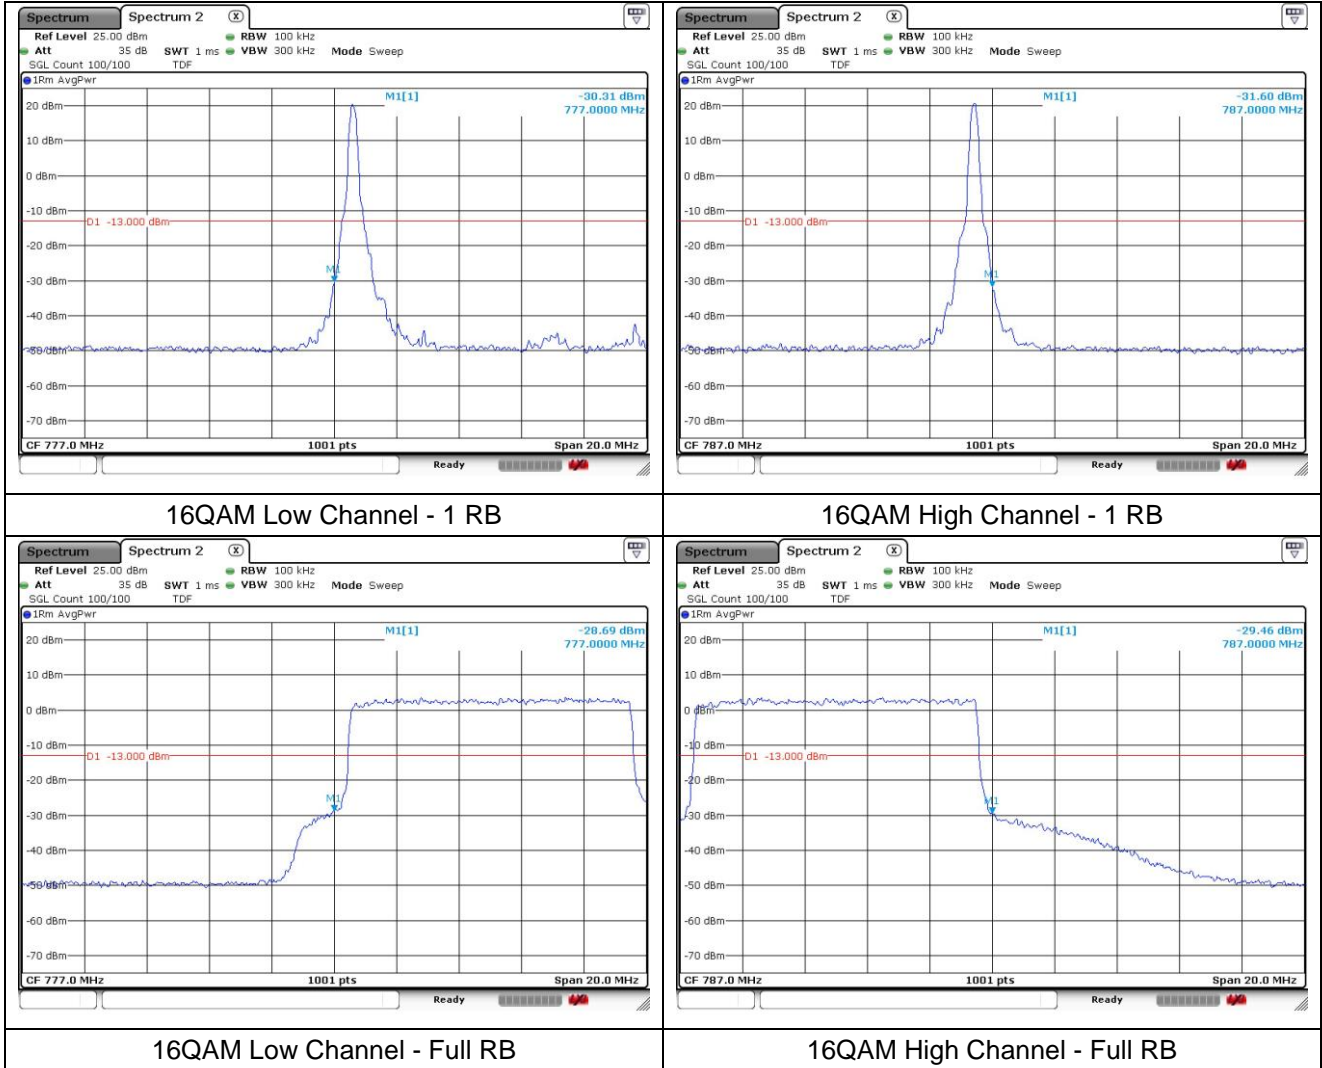 Spectrum Spectrum 2 X
Ref Level 25.00 dBm RBW 100 kHz
Att 35 dB SWT 1 ms VBW 300 kHz Mode Sweep
SGL Count 100/100 TDF
1Rm AvgPwr
M1[1] -30.31 dBm
777.0000 MHz
20 dBm
10 dBm
0 dBm
-10 dBm
D1 -13.000 dBm
-20 dBm
M1
-30 dBm
-40 dBm
-50 dBm
-60 dBm
-70 dBm
CF 777.0 MHz 1001 pts Span 20.0 MHz
Ready
16QAM Low Channel - 1 RB
Spectrum Spectrum 2 X
Ref Level 25.00 dBm RBW 100 kHz
Att 35 dB SWT 1 ms VBW 300 kHz Mode Sweep
SGL Count 100/100 TDF
1Rm AvgPwr
M1[1] -31.60 dBm
787.0000 MHz
20 dBm
10 dBm
0 dBm
-10 dBm
D1 -13.000 dBm
-20 dBm
M1
-30 dBm
-40 dBm
-50 dBm
-60 dBm
-70 dBm
CF 787.0 MHz 1001 pts Span 20.0 MHz
Ready
16QAM High Channel - 1 RB
Spectrum Spectrum 2 X
Ref Level 25.00 dBm RBW 100 kHz
Att 35 dB SWT 1 ms VBW 300 kHz Mode Sweep
SGL Count 100/100 TDF
1Rm AvgPwr
M1[1] -28.69 dBm
777.0000 MHz
20 dBm
10 dBm
0 dBm
-10 dBm
D1 -13.000 dBm
-20 dBm
M1
-30 dBm
-40 dBm
-50 dBm
-60 dBm
-70 dBm
CF 777.0 MHz 1001 pts Span 20.0 MHz
Ready
16QAM Low Channel - Full RB
Spectrum Spectrum 2 X
Ref Level 25.00 dBm RBW 100 kHz
Att 35 dB SWT 1 ms VBW 300 kHz Mode Sweep
SGL Count 100/100 TDF
1Rm AvgPwr
M1[1] -29.46 dBm
787.0000 MHz
20 dBm
10 dBm
0 dBm
-10 dBm
D1 -13.000 dBm
-20 dBm
M1
-30 dBm
-40 dBm
-50 dBm
-60 dBm
-70 dBm
CF 787.0 MHz 1001 pts Span 20.0 MHz
Ready
16QAM High Channel - Full RB